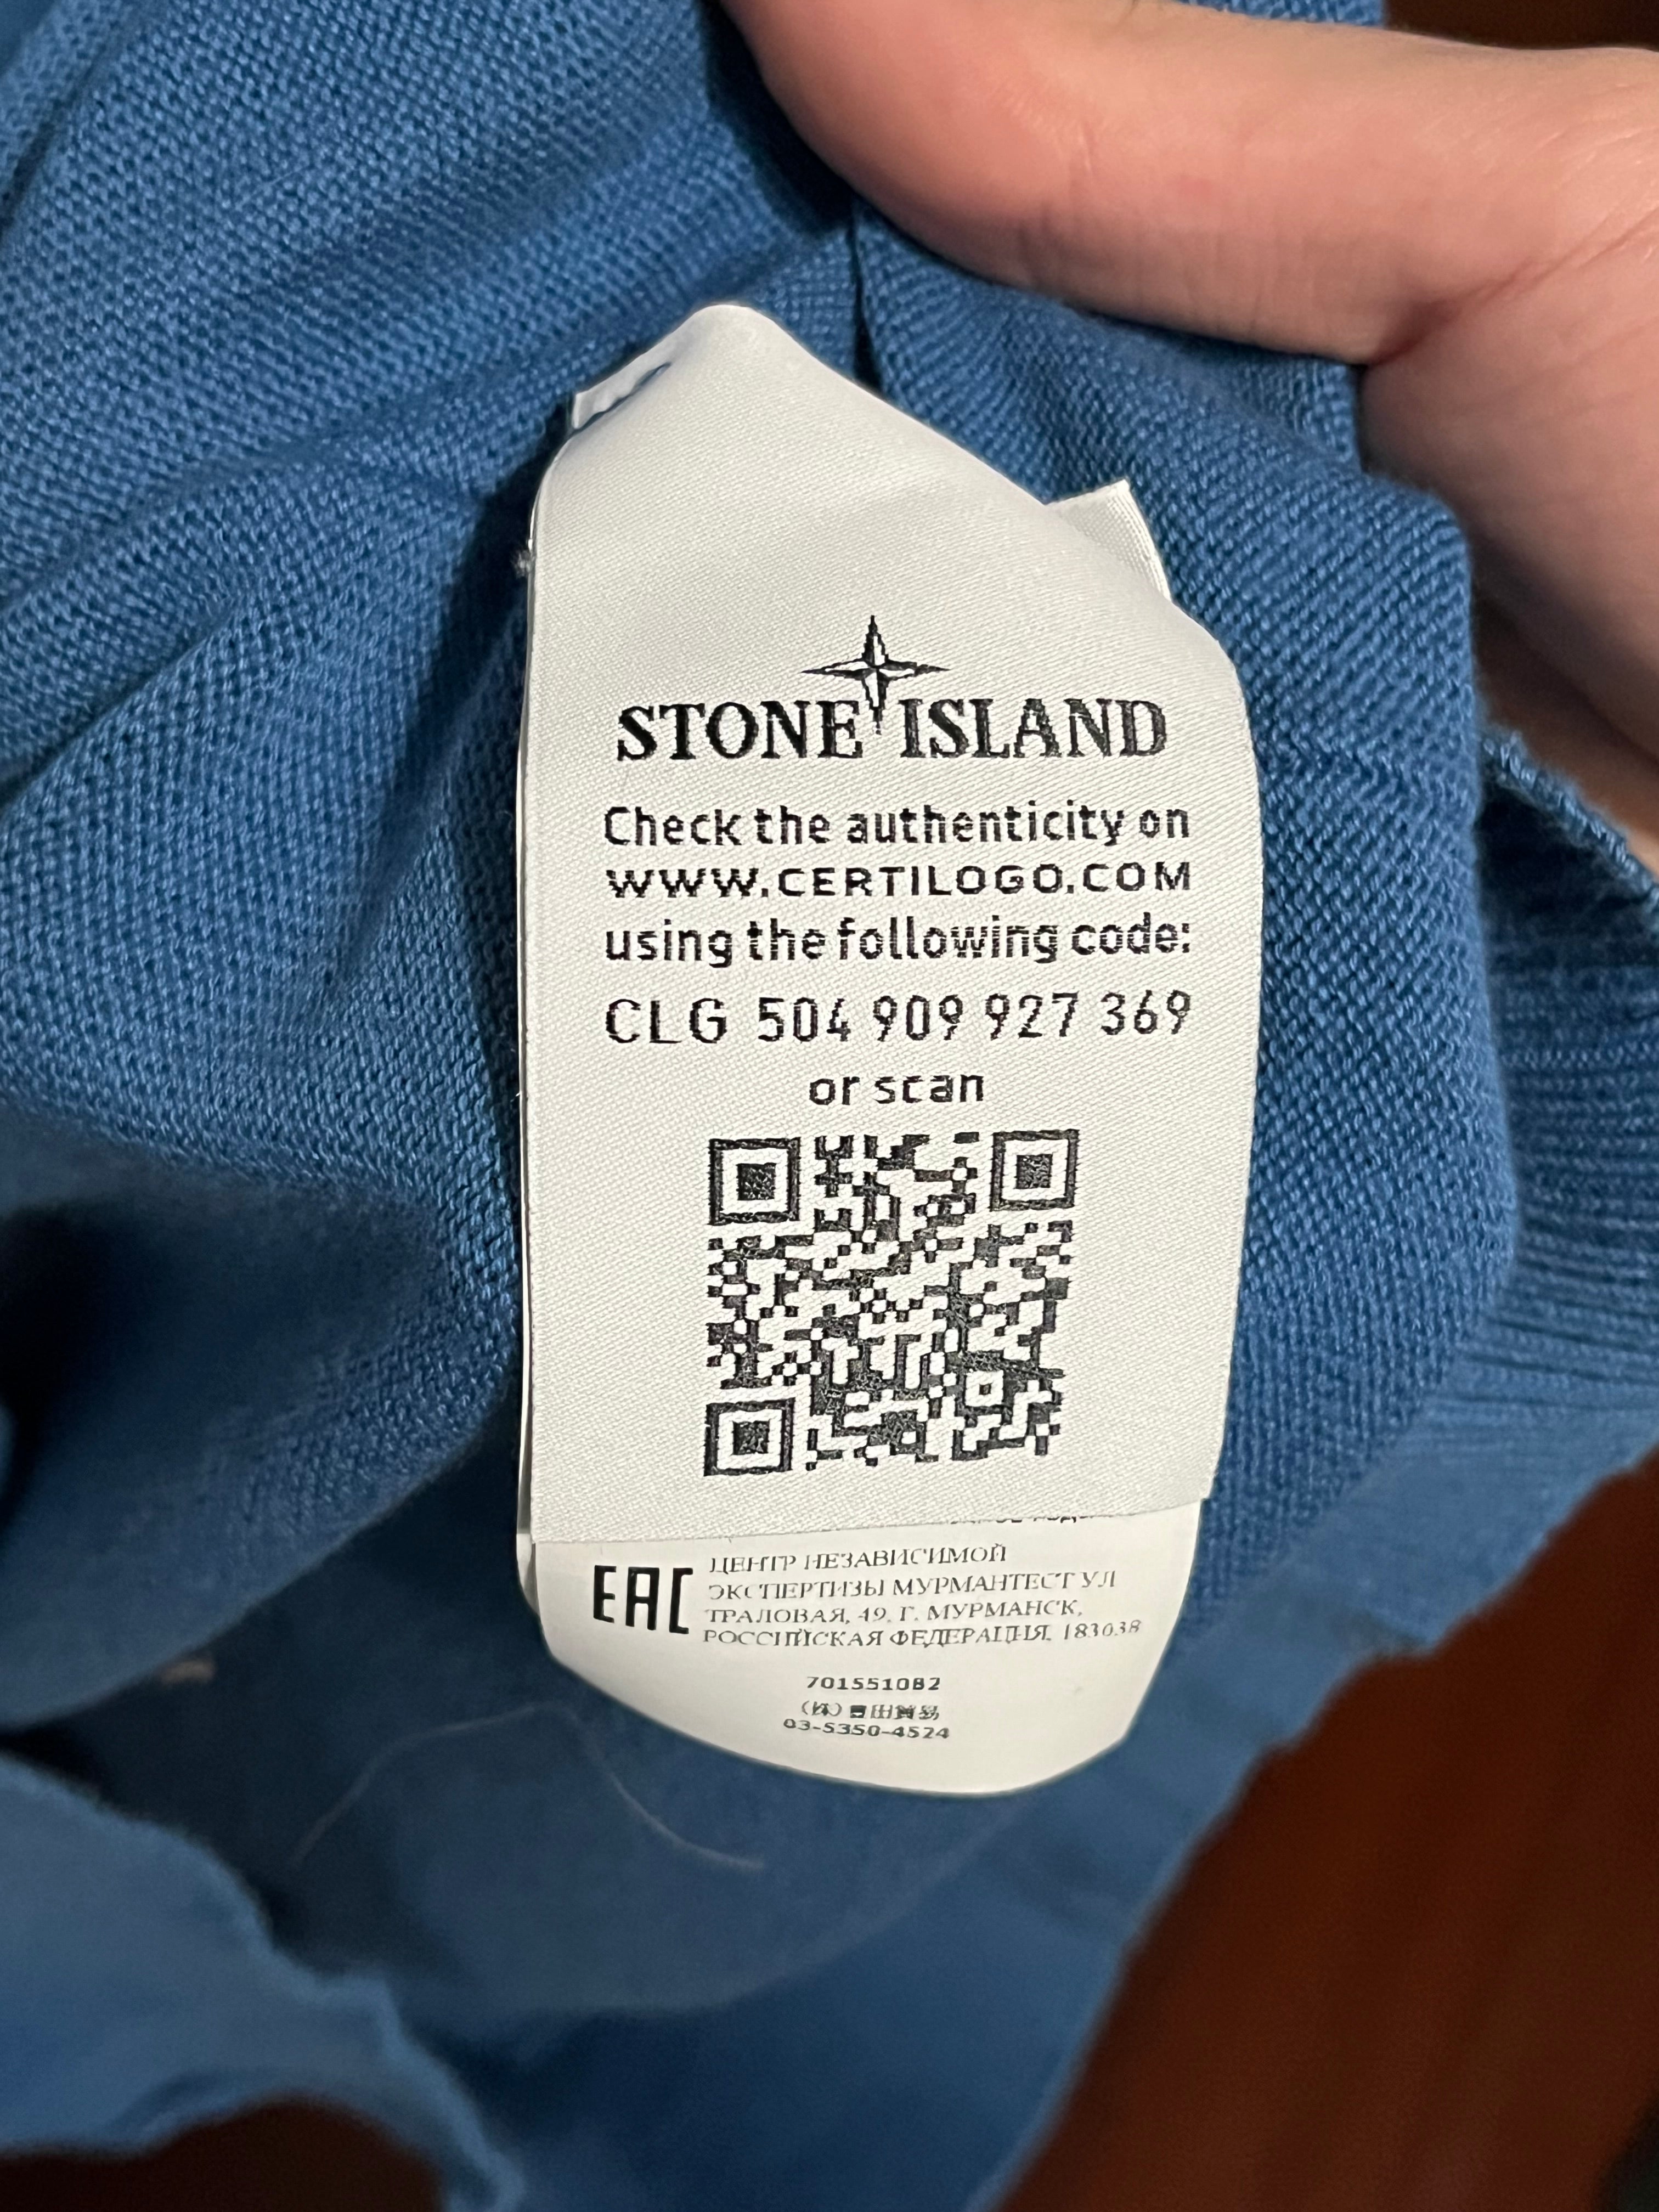 STONE ISLAND
Check the authenticity on
WWW.CERTILOGO.COM
using the following code:
CLG 504 909 927 369
or scan
EAC
ЦЕНТР НЕЗАВИСИМОЙ
ЭКСПЕРТИЗЫ МУРМАНТЕСТ УЛ
ТРАЛОВАЯ, 49, Г. МУРМАНСК,
РОССИЙСКАЯ ФЕДЕРАЦИЯ, 183038
7015510B2
03-5350-4524